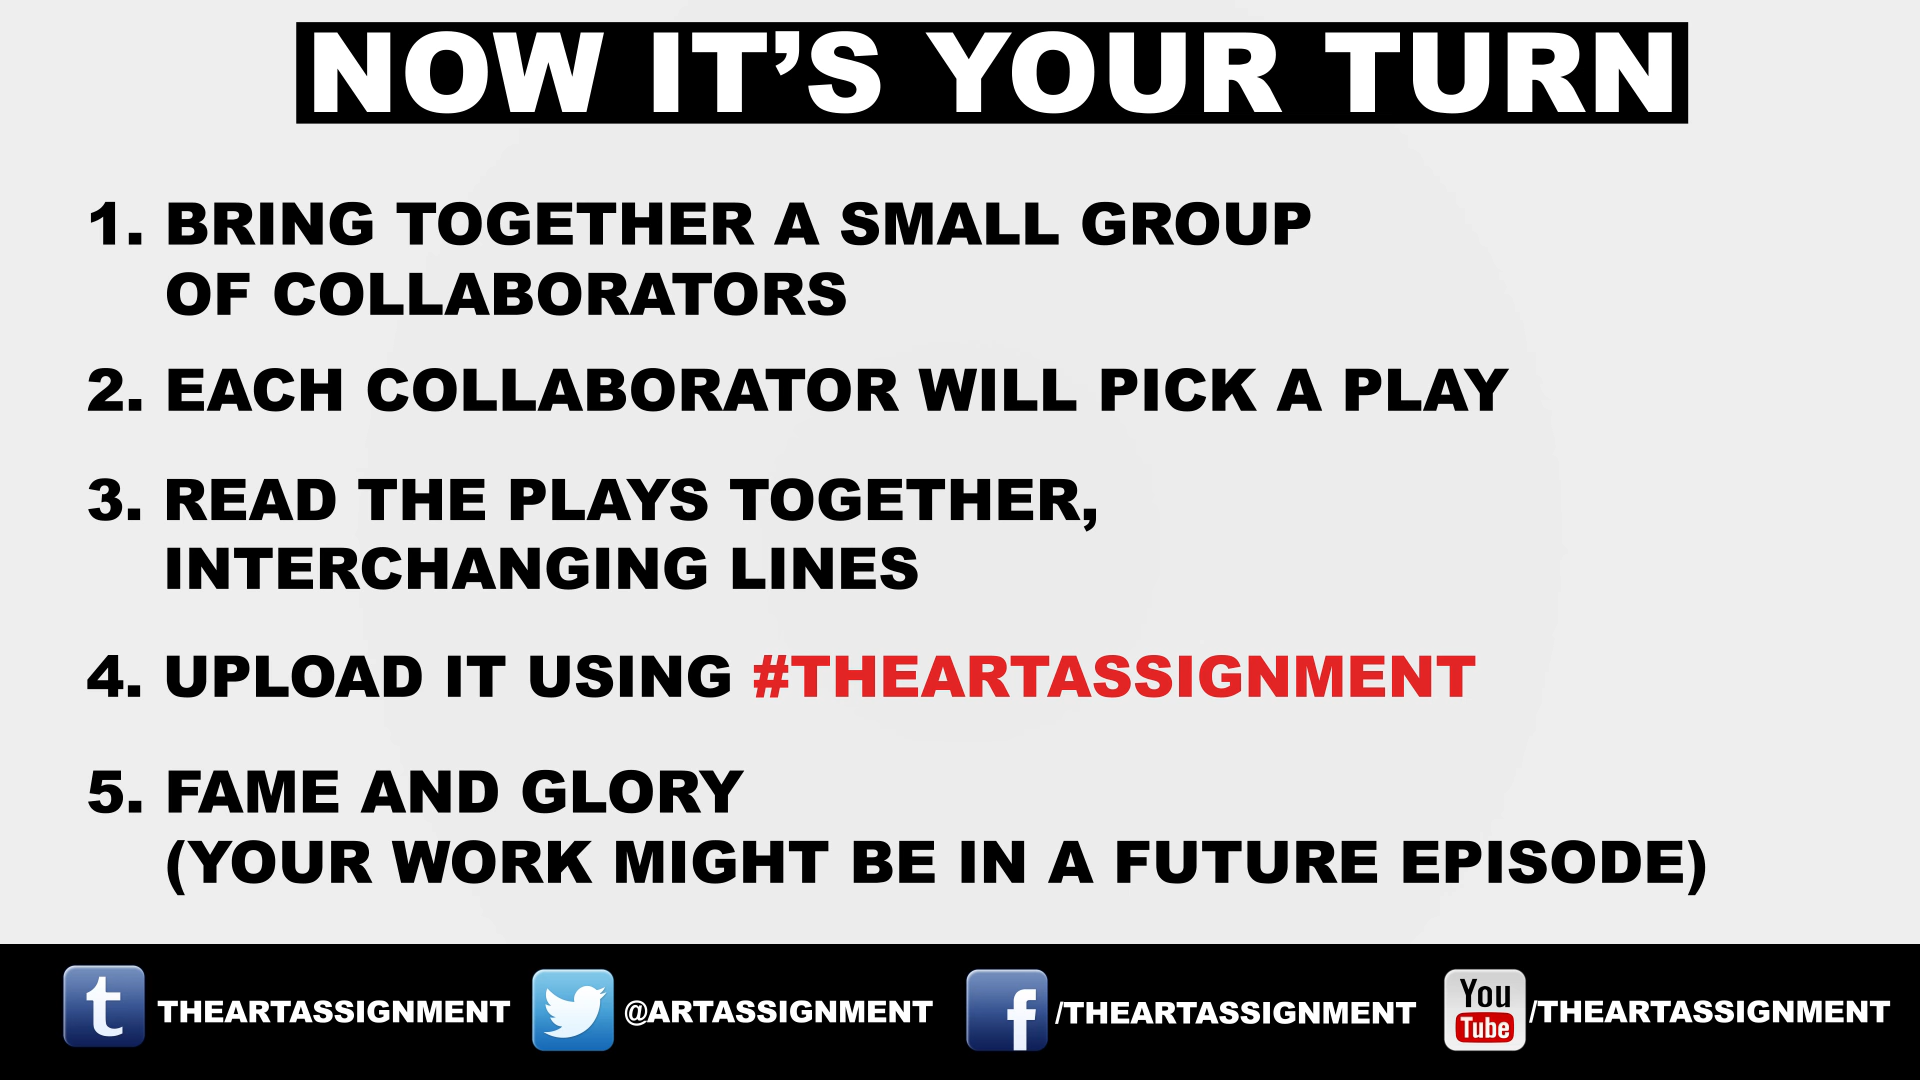 NOW IT’S YOUR TURN
1. BRING TOGETHER A SMALL GROUP
OF COLLABORATORS
2. EACH COLLABORATOR WILL PICK A PLAY
3. READ THE PLAYS TOGETHER,
INTERCHANGING LINES
4. UPLOAD IT USING #THEARTASSIGNMENT
5. FAME AND GLORY
(YOUR WORK MIGHT BE IN A FUTURE EPISODE)
t THEARTASSIGNMENT @ARTASSIGNMENT f /THEARTASSIGNMENT You Tube /THEARTASSIGNMENT